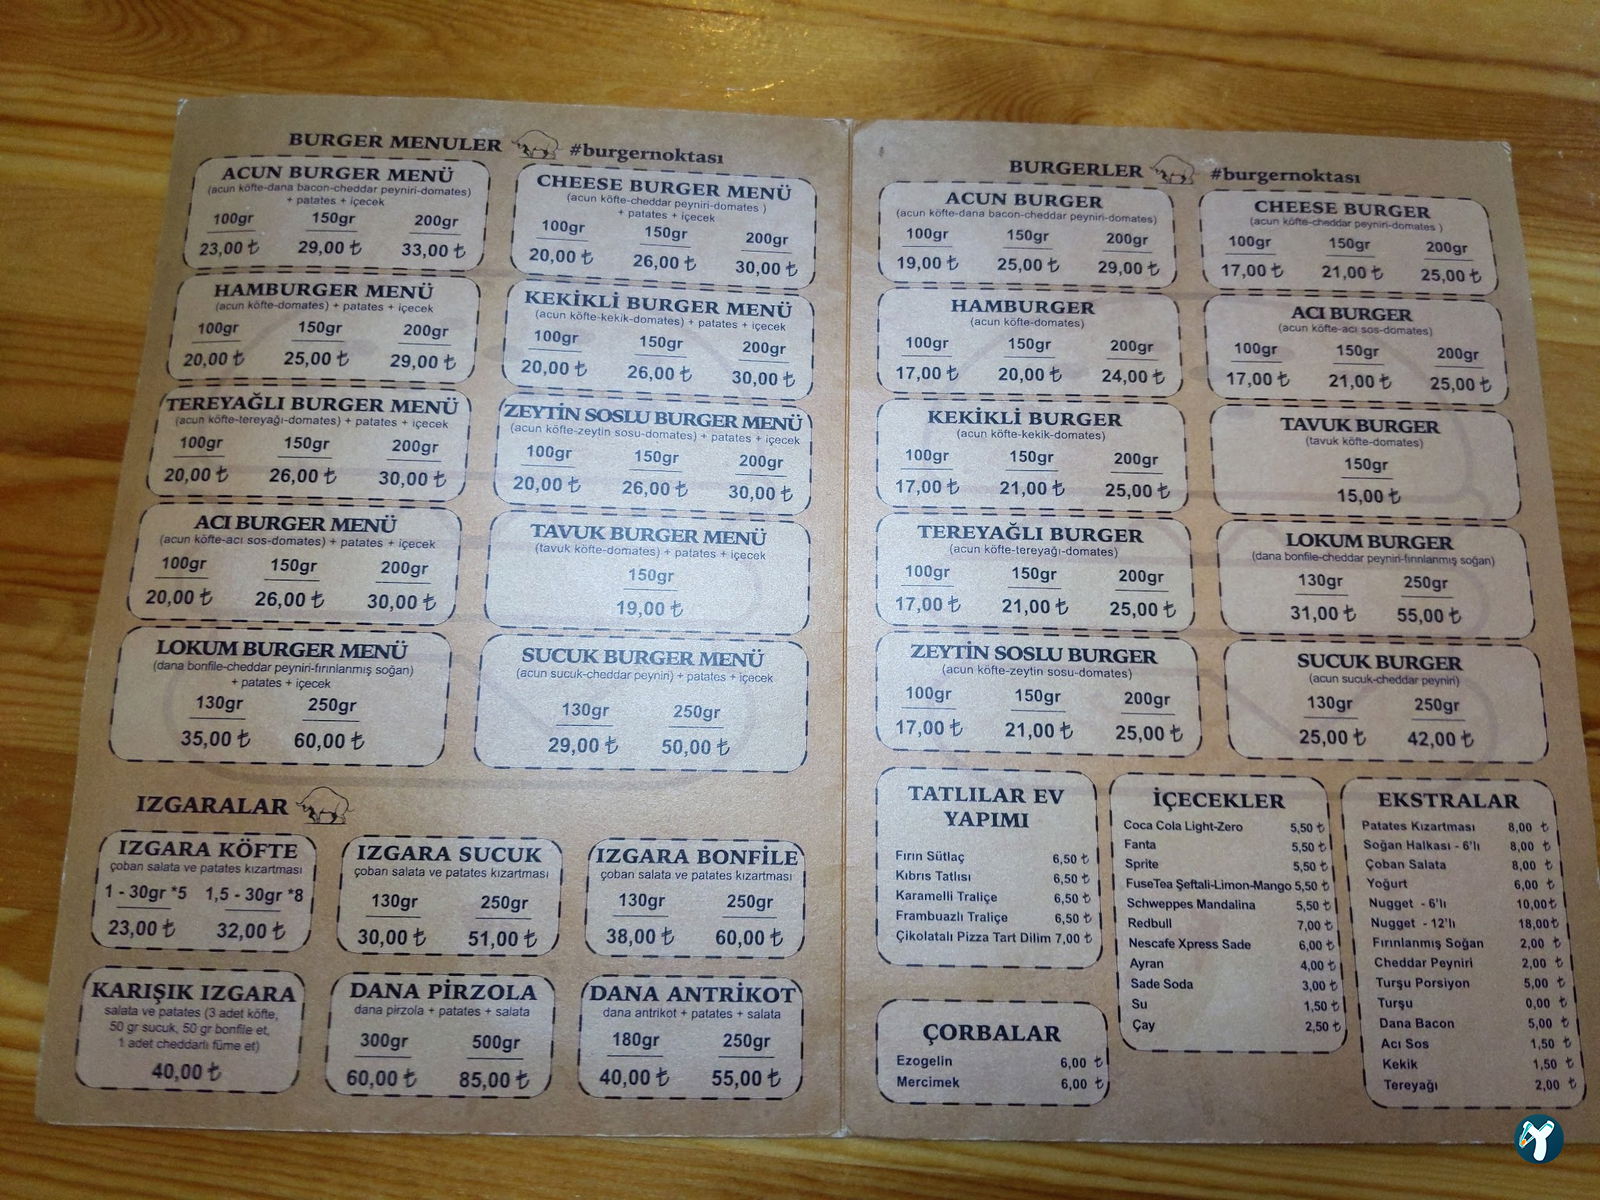 BURGER MENULER #burgernoktası
ACUN BURGER MENÜ
(acun köfte-dana bacon-cheddar peyniri-domates)
+ patates + içecek
100gr 150gr 200gr
23,00 ₺ 29,00 ₺ 33,00 ₺
CHEESE BURGER MENÜ
(acun köfte-cheddar peyniri-domates )
+ patates + içecek
100gr 150gr 200gr
20,00 ₺ 26,00 ₺ 30,00 ₺
HAMBURGER MENÜ
(acun köfte-domates) + patates + içecek
100gr 150gr 200gr
20,00 ₺ 25,00 ₺ 29,00 ₺
KEKİKLİ BURGER MENÜ
(acun köfte-kekik-domates) + patates + içecek
100gr 150gr 200gr
20,00 ₺ 26,00 ₺ 30,00 ₺
TEREYAĞLI BURGER MENÜ
(acun köfte-tereyağı-domates) + patates + içecek
100gr 150gr 200gr
20,00 ₺ 26,00 ₺ 30,00 ₺
ZEYTİN SOSLU BURGER MENÜ
(acun köfte-zeytin sosu-domates) + patates + içecek
100gr 150gr 200gr
20,00 ₺ 26,00 ₺ 30,00 ₺
ACI BURGER MENÜ
(acun köfte-acı sos-domates) + patates + içecek
100gr 150gr 200gr
20,00 ₺ 26,00 ₺ 30,00 ₺
TAVUK BURGER MENÜ
(tavuk köfte-domates) + patates + içecek
150gr
19,00 ₺
LOKUM BURGER MENÜ
(dana bonfile-cheddar peyniri-fırınlanmış soğan)
+ patates + içecek
130gr 250gr
35,00 ₺ 60,00 ₺
SUCUK BURGER MENÜ
(acun sucuk-cheddar peyniri) + patates + içecek
130gr 250gr
29,00 ₺ 50,00 ₺
IZGARALAR
IZGARA KÖFTE
çoban salata ve patates kızartması
1 - 30gr *5 1,5 - 30gr *8
23,00 ₺ 32,00 ₺
IZGARA SUCUK
çoban salata ve patates kızartması
130gr 250gr
30,00 ₺ 51,00 ₺
IZGARA BONFİLE
çoban salata ve patates kızartması
130gr 250gr
38,00 ₺ 60,00 ₺
KARIŞIK IZGARA
salata ve patates (3 adet köfte,
50 gr sucuk, 50 gr bonfile et,
1 adet cheddarlı füme et)
40,00 ₺
DANA PİRZOLA
dana pirzola + patates + salata
300gr 500gr
60,00 ₺ 85,00 ₺
DANA ANTRİKOT
dana antrikot + patates + salata
180gr 250gr
40,00 ₺ 55,00 ₺
BURGERLER #burgernoktası
ACUN BURGER
(acun köfte-dana bacon-cheddar peyniri-domates)
100gr 150gr 200gr
19,00 ₺ 25,00 ₺ 29,00 ₺
CHEESE BURGER
(acun köfte-cheddar peyniri-domates )
100gr 150gr 200gr
17,00 ₺ 21,00 ₺ 25,00 ₺
HAMBURGER
(acun köfte-domates)
100gr 150gr 200gr
17,00 ₺ 20,00 ₺ 24,00 ₺
ACI BURGER
(acun köfte-acı sos-domates)
100gr 150gr 200gr
17,00 ₺ 21,00 ₺ 25,00 ₺
KEKİKLİ BURGER
(acun köfte-kekik-domates)
100gr 150gr 200gr
17,00 ₺ 21,00 ₺ 25,00 ₺
TAVUK BURGER
(tavuk köfte-domates)
150gr
15,00 ₺
TEREYAĞLI BURGER
(acun köfte-tereyağı-domates)
100gr 150gr 200gr
17,00 ₺ 21,00 ₺ 25,00 ₺
LOKUM BURGER
(dana bonfile-cheddar peyniri-fırınlanmış soğan)
130gr 250gr
31,00 ₺ 55,00 ₺
ZEYTİN SOSLU BURGER
(acun köfte-zeytin sosu-domates)
100gr 150gr 200gr
17,00 ₺ 21,00 ₺ 25,00 ₺
SUCUK BURGER
(acun sucuk-cheddar peyniri)
130gr 250gr
25,00 ₺ 42,00 ₺
TATLILAR EV
YAPIMI
Fırın Sütlaç 6,50 ₺
Kıbrıs Tatlısı 6,50 ₺
Karamelli Traliçe 6,50 ₺
Frambuazlı Traliçe 6,50 ₺
Çikolatalı Pizza Tart Dilim 7,00 ₺
ÇORBALAR
Ezogelin 6,00 ₺
Mercimek 6,00 ₺
İÇECEKLER
Coca Cola Light-Zero 5,50 ₺
Fanta 5,50 ₺
Sprite 5,50 ₺
FuseTea Şeftali-Limon-Mango 5,50 ₺
Schweppes Mandalina 5,50 ₺
Redbull 7,00 ₺
Nescafe Xpress Sade 6,00 ₺
Ayran 4,00 ₺
Sade Soda 3,00 ₺
Su 1,50 ₺
Çay 2,50 ₺
EKSTRALAR
Patates Kızartması 8,00 ₺
Soğan Halkası - 6'lı 8,00 ₺
Çoban Salata 8,00 ₺
Yoğurt 6,00 ₺
Nugget - 6'lı 10,00₺
Nugget - 12'lı 18,00₺
Fırınlanmış Soğan 2,00 ₺
Cheddar Peyniri 2,00 ₺
Turşu Porsiyon 5,00 ₺
Turşu 0,00 ₺
Dana Bacon 5,00 ₺
Acı Sos 1,50 ₺
Kekik 1,50 ₺
Tereyağı 2,00 ₺